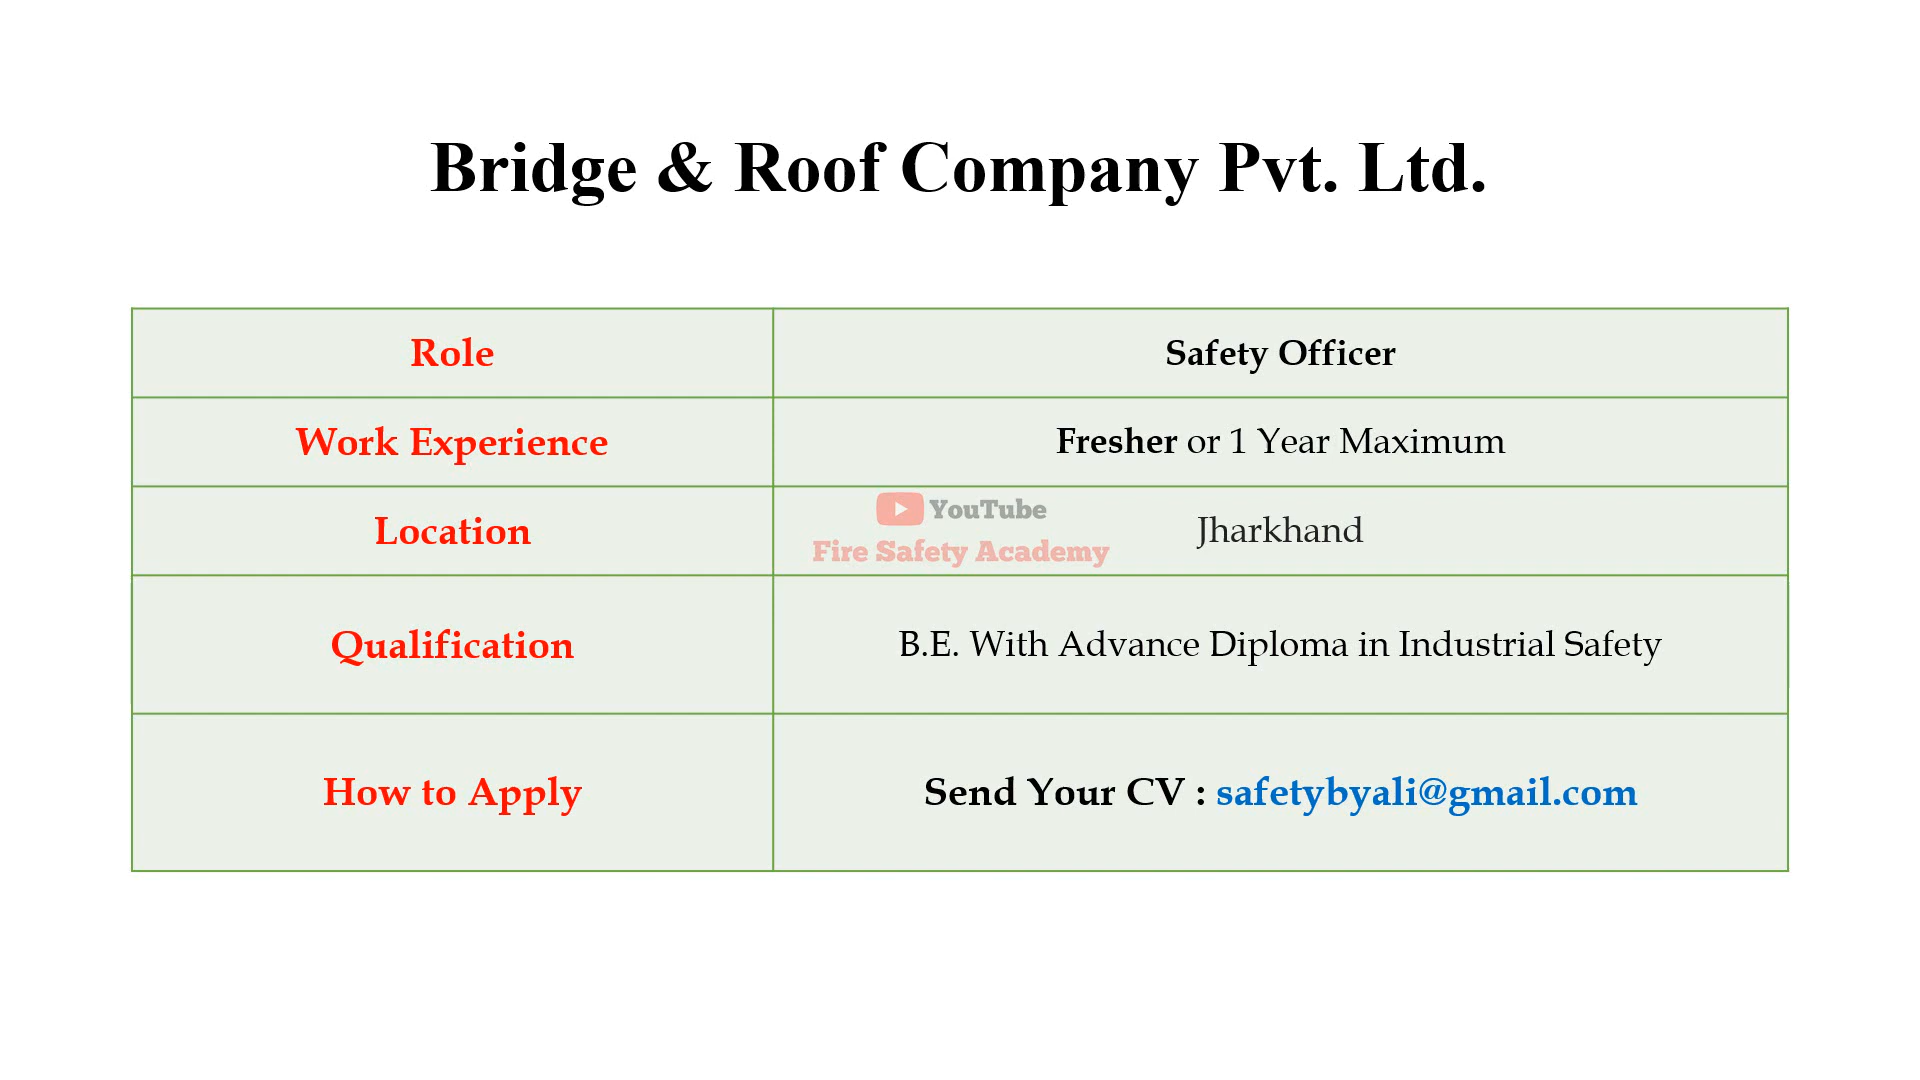 Bridge & Roof Company Pvt. Ltd.
Role
Safety Officer
Work Experience
Fresher or 1 Year Maximum
Location
YouTube
Fire Safety Academy
Jharkhand
Qualification
B.E. With Advance Diploma in Industrial Safety
How to Apply
Send Your CV : safetybyali@gmail.com